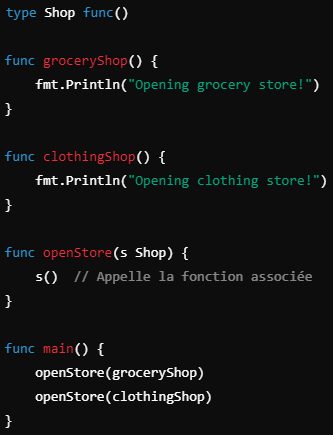 type Shop func()
func groceryShop() {
    fmt.Println("Opening grocery store!")
}
func clothingShop() {
    fmt.Println("Opening clothing store!")
}
func openStore(s Shop) {
    s()  // Appelle la fonction associée
}
func main() {
    openStore(groceryShop)
    openStore(clothingShop)
}